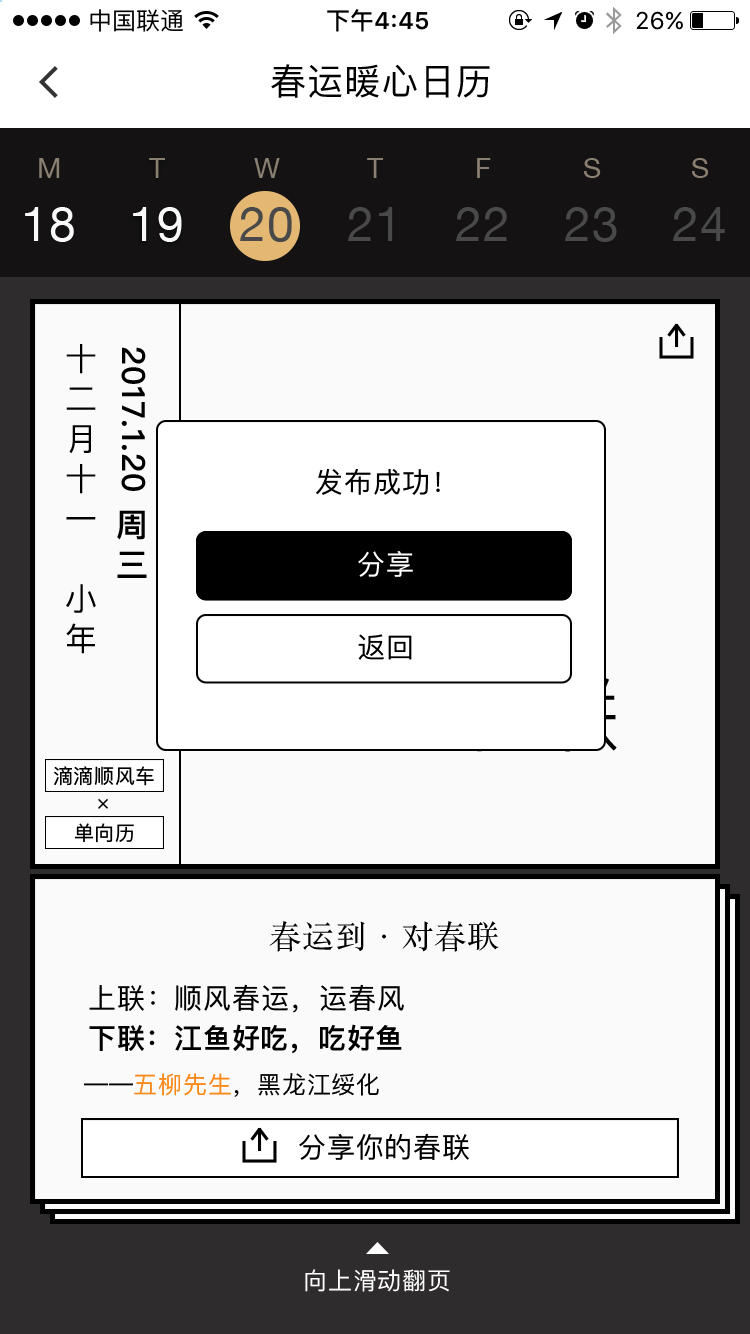 中国联通
下午4:45
26%
春运暖心日历
M T W T F S S
18 19 20 21 22 23 24
2017.1.20 周三
十二月十一 小年
发布成功！
分享
返回
滴滴顺风车
×
单向历
春运到 · 对春联
上联：顺风春运，运春风
下联：江鱼好吃，吃好鱼
——五柳先生，黑龙江绥化
分享你的春联
向上滑动翻页